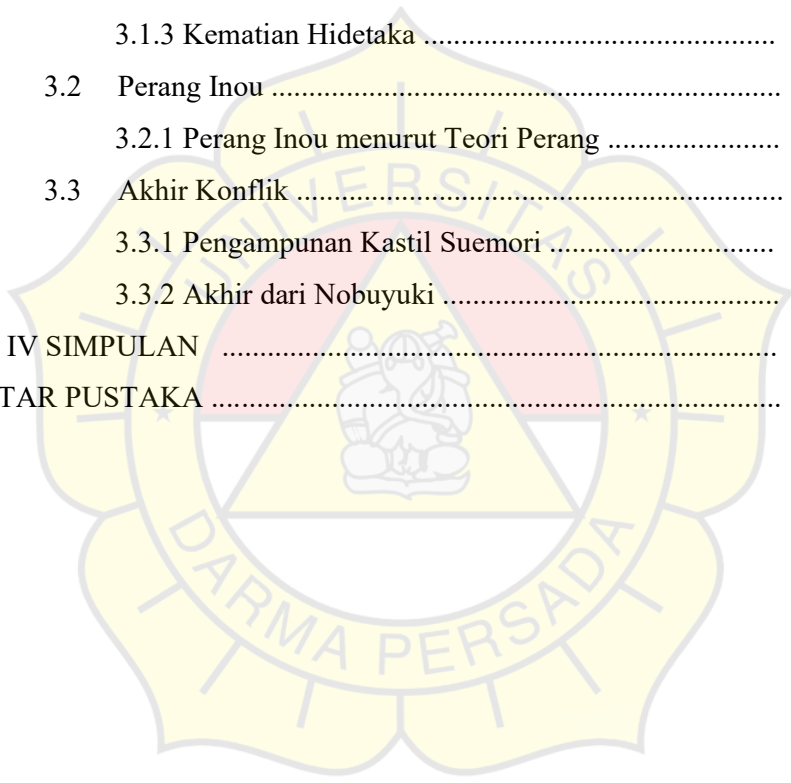 3.1.3 Kematian Hidetaka ..............................................
3.2 Perang Inou ..................................................................
3.2.1 Perang Inou menurut Teori Perang ......................
3.3 Akhir Konflik ...............................................................
3.3.1 Pengampunan Kastil Suemori .............................
3.3.2 Akhir dari Nobuyuki ............................................
IV SIMPULAN ........................................................................
TAR PUSTAKA ..........................................................................
UNIVERSITAS
DARMA PERSADA